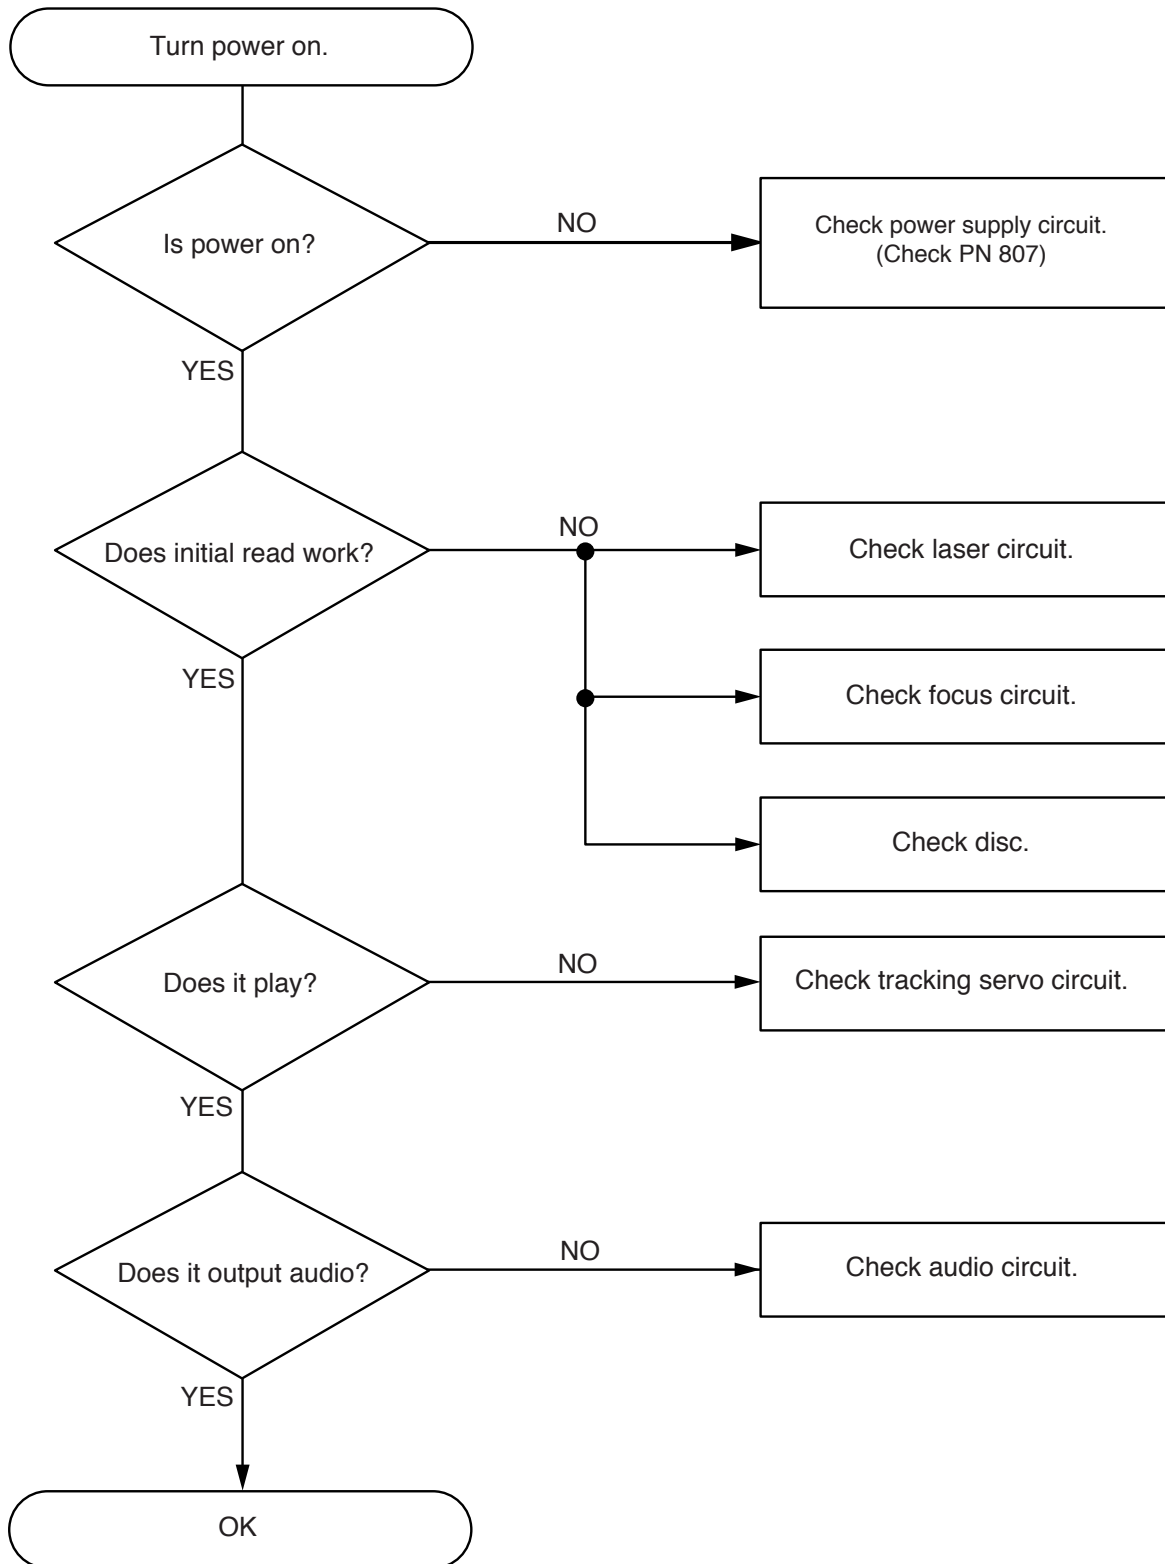 Turn power on.
Is power on?
NO
Check power supply circuit.
(Check PN 807)
YES
Does initial read work?
NO
Check laser circuit.
Check focus circuit.
Check disc.
YES
Does it play?
NO
Check tracking servo circuit.
YES
Does it output audio?
NO
Check audio circuit.
YES
OK